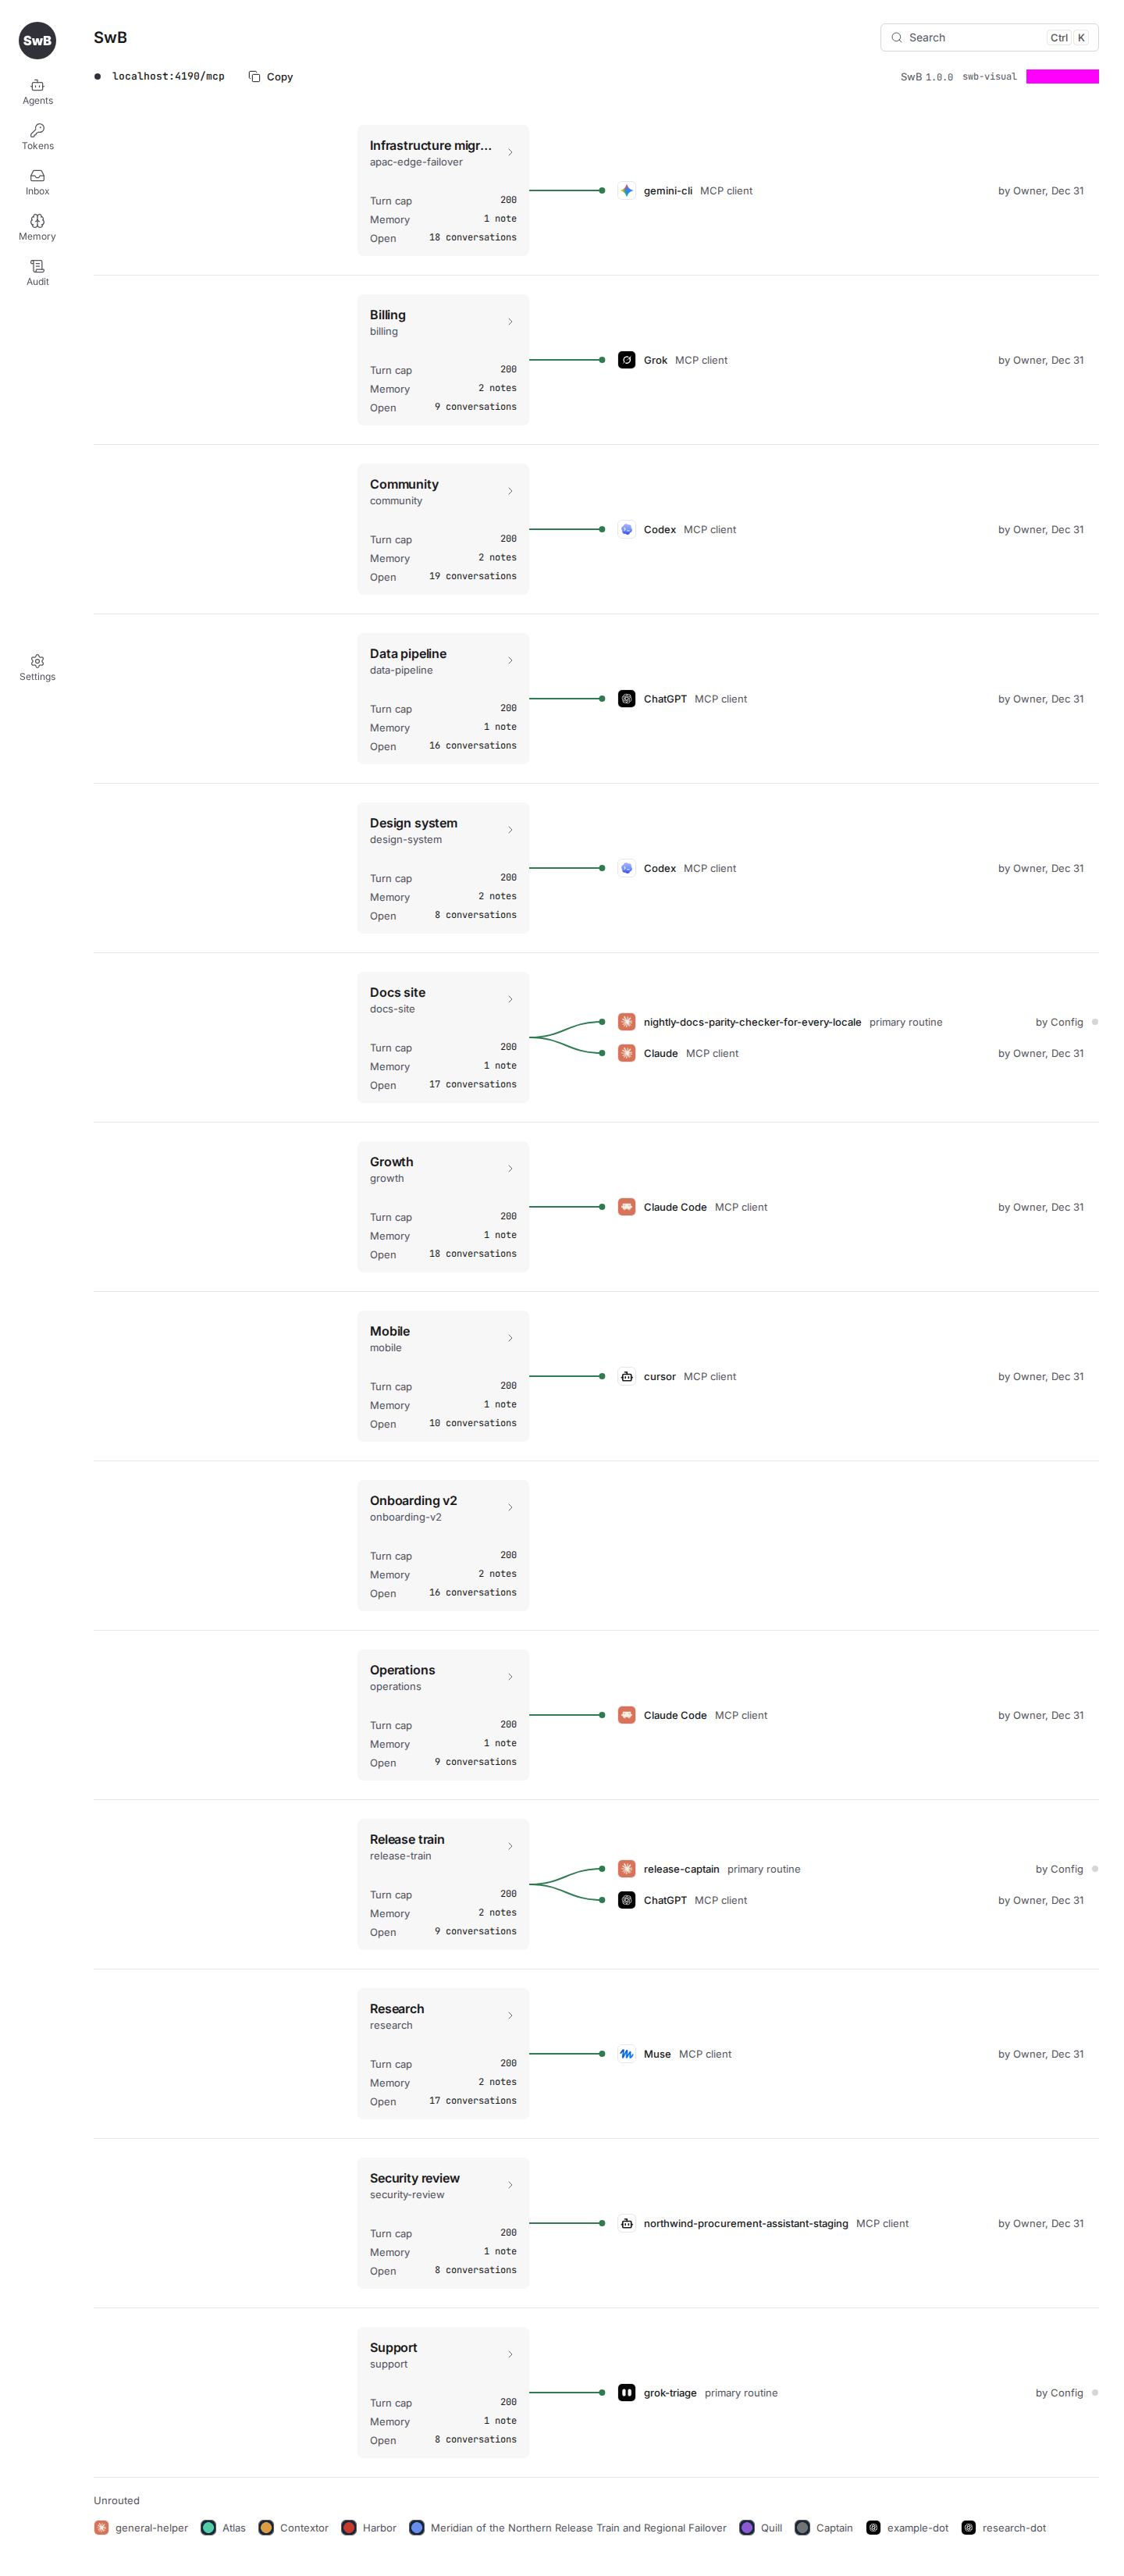 SwB
SwB
Search Ctrl K
localhost:4190/mcp Copy SwB 1.0.0 swb-visual
Agents
Tokens
Inbox
Memory
Audit
Settings
Infrastructure migr…
apac-edge-failover
Turn cap 200
Memory 1 note
Open 18 conversations
gemini-cli MCP client by Owner, Dec 31
Billing
billing
Turn cap 200
Memory 2 notes
Open 9 conversations
Grok MCP client by Owner, Dec 31
Community
community
Turn cap 200
Memory 2 notes
Open 19 conversations
Codex MCP client by Owner, Dec 31
Data pipeline
data-pipeline
Turn cap 200
Memory 1 note
Open 16 conversations
ChatGPT MCP client by Owner, Dec 31
Design system
design-system
Turn cap 200
Memory 2 notes
Open 8 conversations
Codex MCP client by Owner, Dec 31
Docs site
docs-site
Turn cap 200
Memory 1 note
Open 17 conversations
nightly-docs-parity-checker-for-every-locale primary routine by Config
Claude MCP client by Owner, Dec 31
Growth
growth
Turn cap 200
Memory 1 note
Open 18 conversations
Claude Code MCP client by Owner, Dec 31
Mobile
mobile
Turn cap 200
Memory 1 note
Open 10 conversations
cursor MCP client by Owner, Dec 31
Onboarding v2
onboarding-v2
Turn cap 200
Memory 2 notes
Open 16 conversations
Operations
operations
Turn cap 200
Memory 1 note
Open 9 conversations
Claude Code MCP client by Owner, Dec 31
Release train
release-train
Turn cap 200
Memory 2 notes
Open 9 conversations
release-captain primary routine by Config
ChatGPT MCP client by Owner, Dec 31
Research
research
Turn cap 200
Memory 2 notes
Open 17 conversations
Muse MCP client by Owner, Dec 31
Security review
security-review
Turn cap 200
Memory 1 note
Open 8 conversations
northwind-procurement-assistant-staging MCP client by Owner, Dec 31
Support
support
Turn cap 200
Memory 1 note
Open 8 conversations
grok-triage primary routine by Config
Unrouted
general-helper Atlas Contextor Harbor Meridian of the Northern Release Train and Regional Failover Quill Captain example-dot research-dot